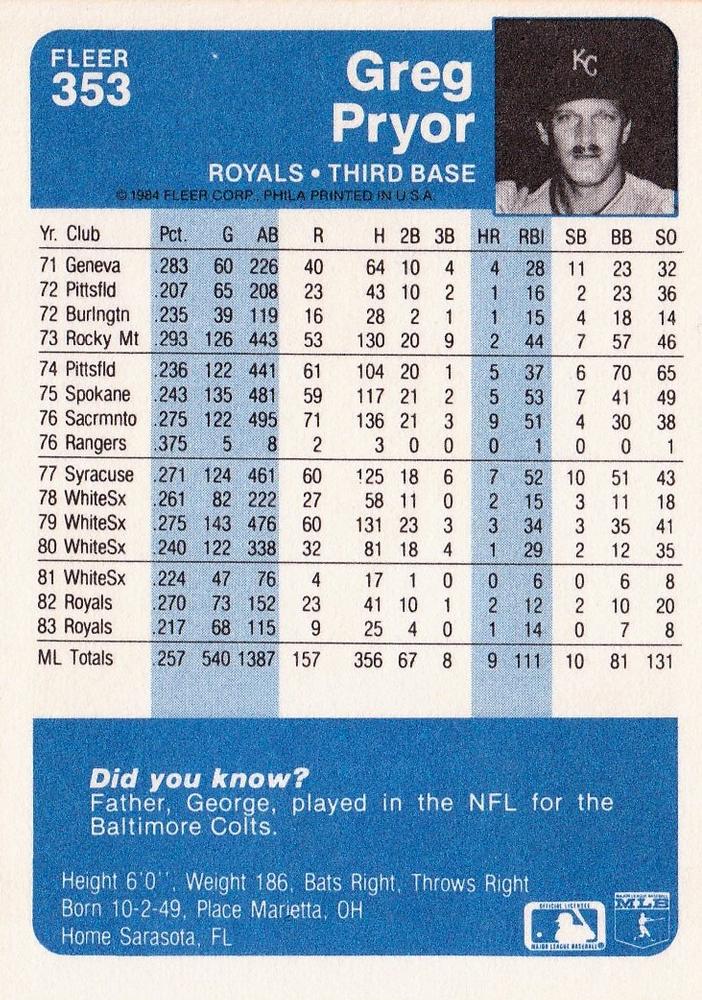 FLEER
353
Greg
Pryor
KC
ROYALS • THIRD BASE
© 1984 FLEER CORP., PHILA PRINTED IN U.S.A.
Yr. Club Pct. G AB R H 2B 3B HR RBI SB BB SO
71 Geneva .283 60 226 40 64 10 4 4 28 11 23 32
72 Pittsfld .207 65 208 23 43 10 2 1 16 2 23 36
72 Burlngtn .235 39 119 16 28 2 1 1 15 4 18 14
73 Rocky Mt .293 126 443 53 130 20 9 2 44 7 57 46
74 Pittsfld .236 122 441 61 104 20 1 5 37 6 70 65
75 Spokane .243 135 481 59 117 21 2 5 53 7 41 49
76 Sacrmnto .275 122 495 71 136 21 3 9 51 4 30 38
76 Rangers .375 5 8 2 3 0 0 0 1 0 0 1
77 Syracuse .271 124 461 60 125 18 6 7 52 10 51 43
78 WhiteSx .261 82 222 27 58 11 0 2 15 3 11 18
79 WhiteSx .275 143 476 60 131 23 3 3 34 3 35 41
80 WhiteSx .240 122 338 32 81 18 4 1 29 2 12 35
81 WhiteSx .224 47 76 4 17 1 0 0 6 0 6 8
82 Royals .270 73 152 23 41 10 1 2 12 2 10 20
83 Royals .217 68 115 9 25 4 0 1 14 0 7 8
ML Totals .257 540 1387 157 356 67 8 9 111 10 81 131
Did you know?
Father, George, played in the NFL for the
Baltimore Colts.
Height 6'0'', Weight 186, Bats Right, Throws Right
Born 10-2-49, Place Marietta, OH
Home Sarasota, FL
OFFICIAL LICENSEE
MAJOR LEAGUE BASEBALL®
MAJOR LEAGUE BASEBALL
MLB